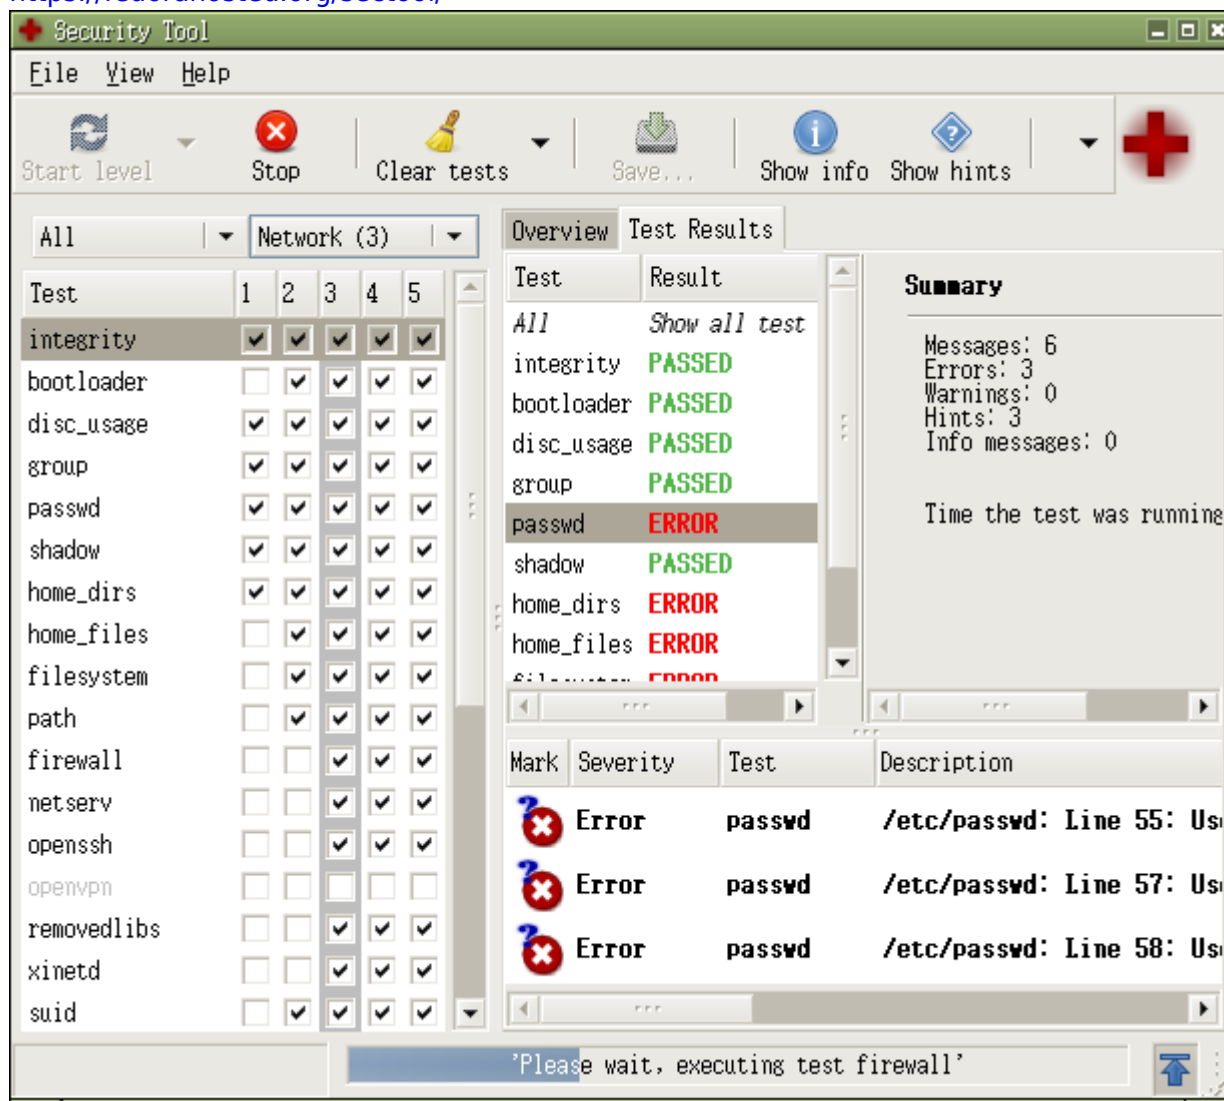 Security Tool
File View Help
Start level Stop Clear tests Save... Show info Show hints
All Network (3)
Test 1 2 3 4 5
integrity
bootloader
disc_usage
group
passwd
shadow
home_dirs
home_files
filesystem
path
firewall
netserv
openssh
openvpn
removedlibs
xinetd
suid
Overview Test Results
Test Result
All Show all test
integrity PASSED
bootloader PASSED
disc_usage PASSED
group PASSED
passwd ERROR
shadow PASSED
home_dirs ERROR
home_files ERROR
Summary
Messages: 6
Errors: 3
Warnings: 0
Hints: 3
Info messages: 0
Time the test was running
Mark Severity Test Description
Error passwd /etc/passwd: Line 55:
Error passwd /etc/passwd: Line 57:
Error passwd /etc/passwd: Line 58:
'Please wait, executing test firewall'